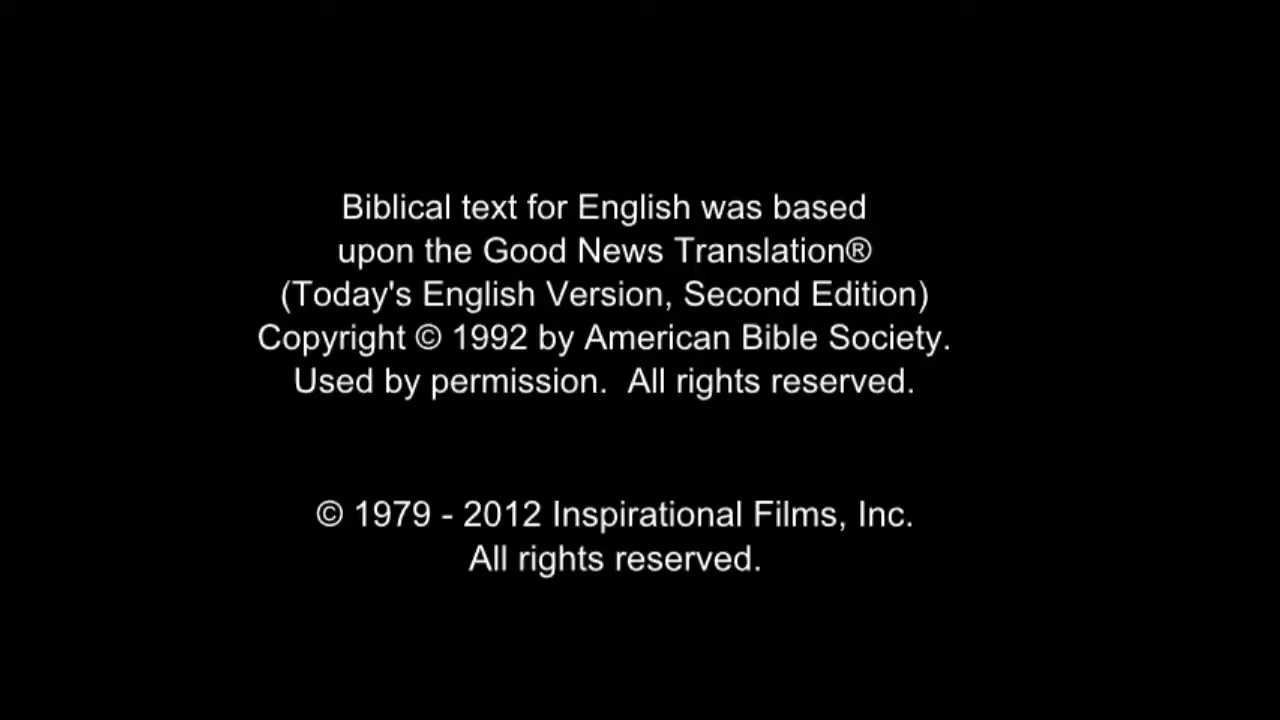 Biblical text for English was based
upon the Good News Translation®
(Today's English Version, Second Edition)
Copyright © 1992 by American Bible Society.
Used by permission.  All rights reserved.
© 1979 - 2012 Inspirational Films, Inc.
All rights reserved.